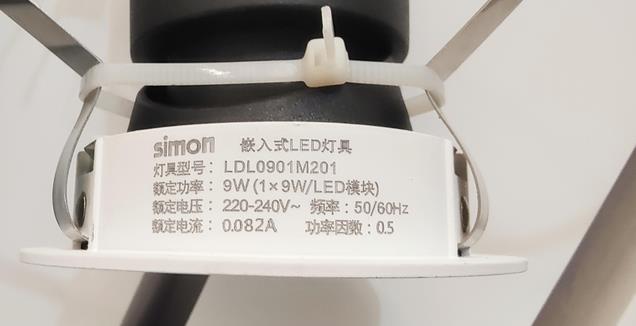 simon 嵌入式LED灯具
灯具型号：LDL0901M201
额定功率：9W(1×9W/LED模块)
额定电压：220-240V~ 频率：50/60Hz
额定电流：0.082A 功率因数：0.5